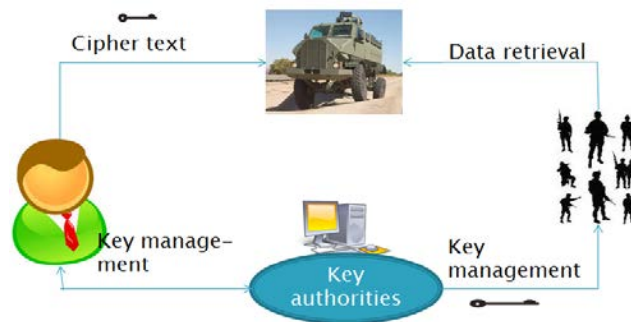 Cipher text
Data retrieval
Key manage-
ment
Key
authorities
Key
management